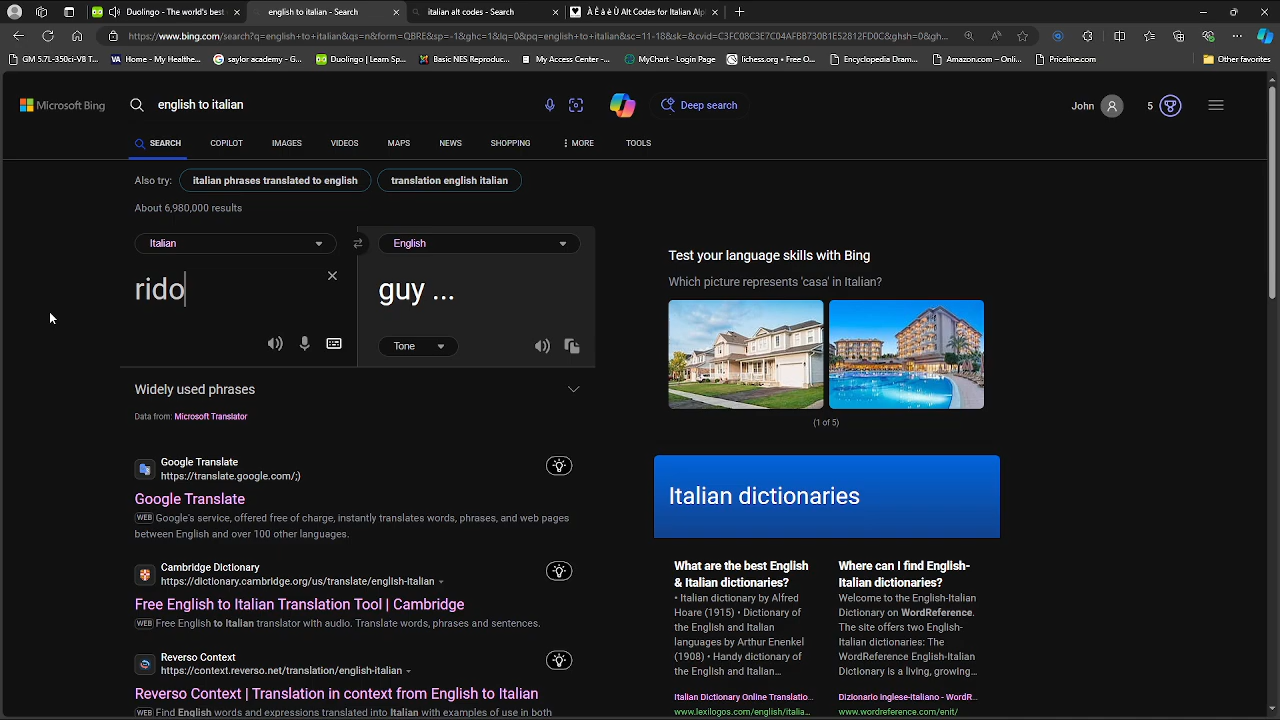 Duolingo - The world's best
english to italian - Search
italian alt codes - Search
À È à è Ù Alt Codes for Italian Alp
https://www.bing.com/search?q=english+to+italian&qs=n&form=QBRE&sp=-1&ghc=1&lq=0&pq=english+to+italian&sc=11-18&sk=&cvid=C3FC08C3E7C04AFB873081E52812FD0C&ghsh=0&ghac...
GM 5.7L-350c-V8 T...
Home - My Healthe...
saylor academy - G...
Duolingo | Learn Sp...
Basic NES Reproduc...
My Access Center -...
MyChart - Login Page
lichess.org • Free O...
Encyclopedia Dram...
Amazon.com - Onli...
Priceline.com
Other favorites
Microsoft Bing
english to italian
Deep search
John
5
SEARCH
COPILOT
IMAGES
VIDEOS
MAPS
NEWS
SHOPPING
MORE
TOOLS
Also try:
italian phrases translated to english
translation english italian
About 6,980,000 results
Italian
English
rido
guy ...
Tone
Widely used phrases
Data from: Microsoft Translator
Google Translate
https://translate.google.com/;)
Google Translate
WEB Google's service, offered free of charge, instantly translates words, phrases, and web pages
between English and over 100 other languages.
Cambridge Dictionary
https://dictionary.cambridge.org/us/translate/english-italian
Free English to Italian Translation Tool | Cambridge
WEB Free English to Italian translator with audio. Translate words, phrases and sentences.
Reverso Context
https://context.reverso.net/translation/english-italian
Reverso Context | Translation in context from English to Italian
WEB Find English words and expressions translated into Italian with examples of use in both
Test your language skills with Bing
Which picture represents 'casa' in Italian?
(1 of 5)
Italian dictionaries
What are the best English
& Italian dictionaries?
• Italian dictionary by Alfred
Hoare (1915) • Dictionary of
the English and Italian
languages by Arthur Enenkel
(1908) • Handy dictionary of
the English and Italian...
Italian Dictionary Online Translatio...
www.lexilogos.com/english/italia...
Where can I find English-
Italian dictionaries?
Welcome to the English-Italian
Dictionary on WordReference.
The site offers two English-
Italian dictionaries: The
WordReference English-Italian
Dictionary is a living, growing...
Dizionario inglese-italiano - WordR...
www.wordreference.com/enit/